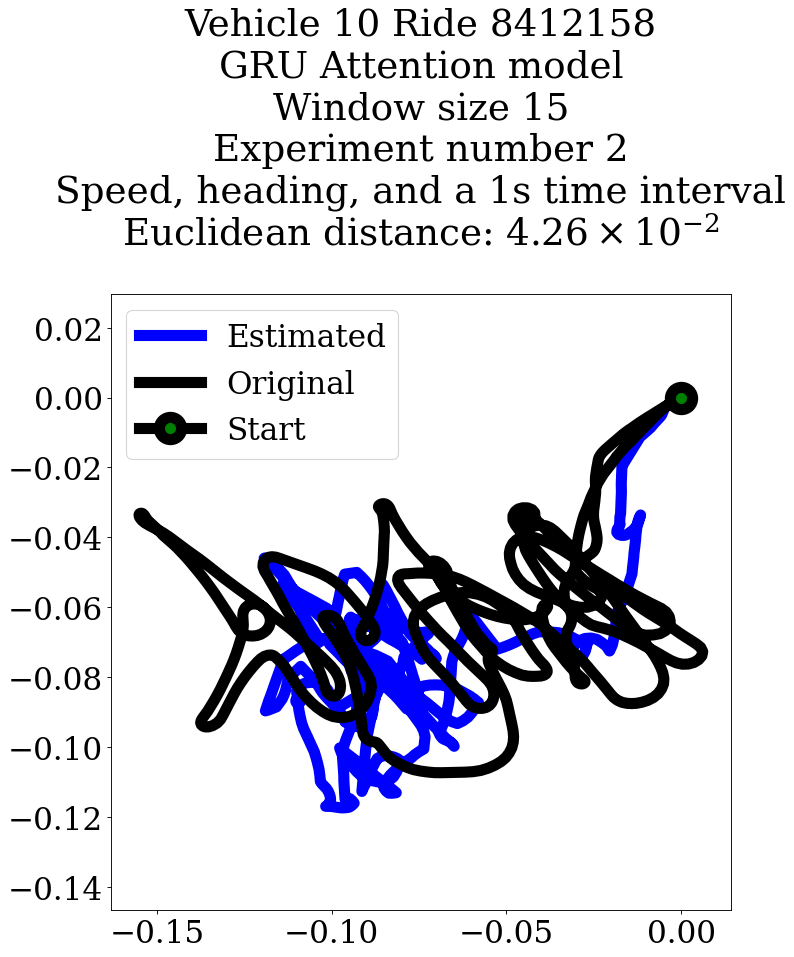 Vehicle 10 Ride 8412158
GRU Attention model
Window size 15
Experiment number 2
Speed, heading, and a 1s time interval
Euclidean distance: 4.26 × 10⁻²
Estimated
Original
Start
0.02
0.00
−0.02
−0.04
−0.06
−0.08
−0.10
−0.12
−0.14
−0.15 −0.10 −0.05 0.00